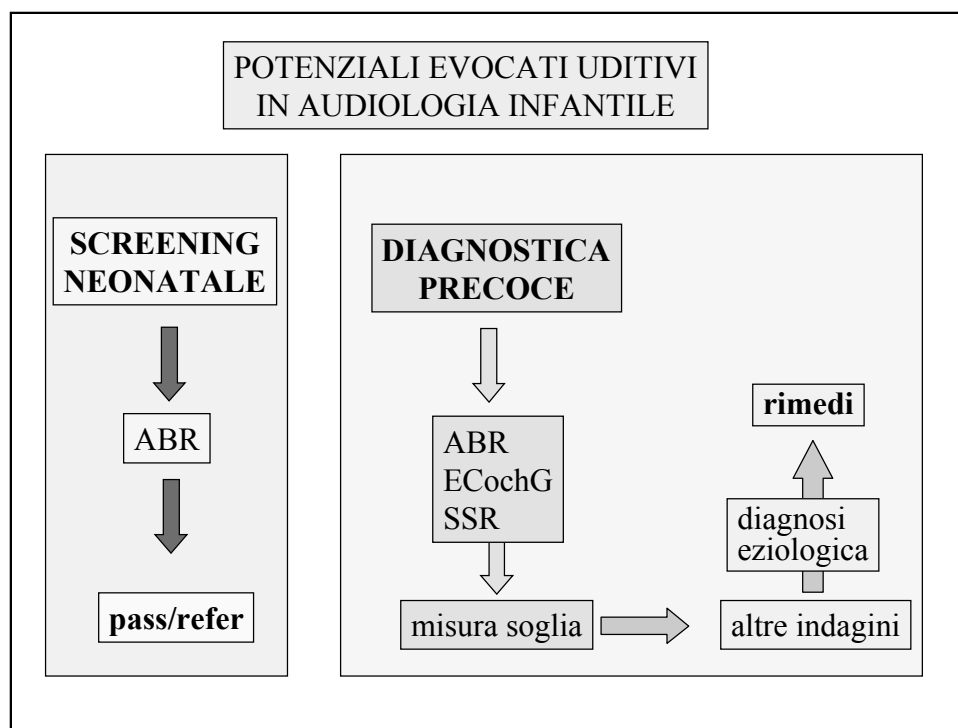 POTENZIALI EVOCATI UDITIVI
IN AUDIOLOGIA INFANTILE
SCREENING
NEONATALE
ABR
pass/refer
DIAGNOSTICA
PRECOCE
ABR
ECochG
SSR
misura soglia
altre indagini
diagnosi
eziologica
rimedi